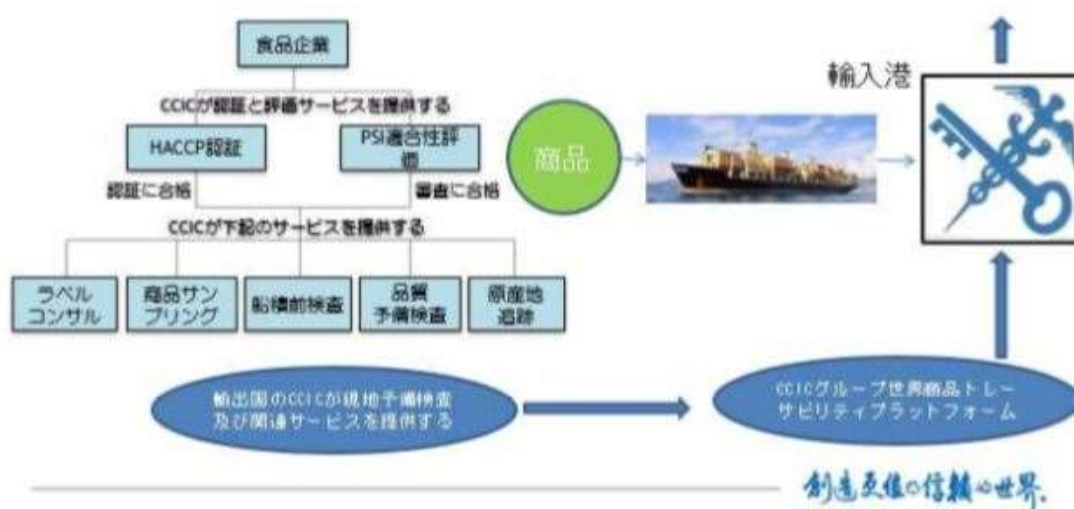 食品企業
CCICが認証と評価サービスを提供する
HACCP認証
PSI適合性評
価
認証に合格
審査に合格
CCICが下記のサービスを提供する
ラベル
コンサル
商品サン
プリング
船積前検査
品質
予備検査
原産地
追跡
商品
輸入港
輸出国のCCICが現地予備検査
及び関連サービスを提供する
CCICグループ世界商品トレー
サビリティプラットフォーム